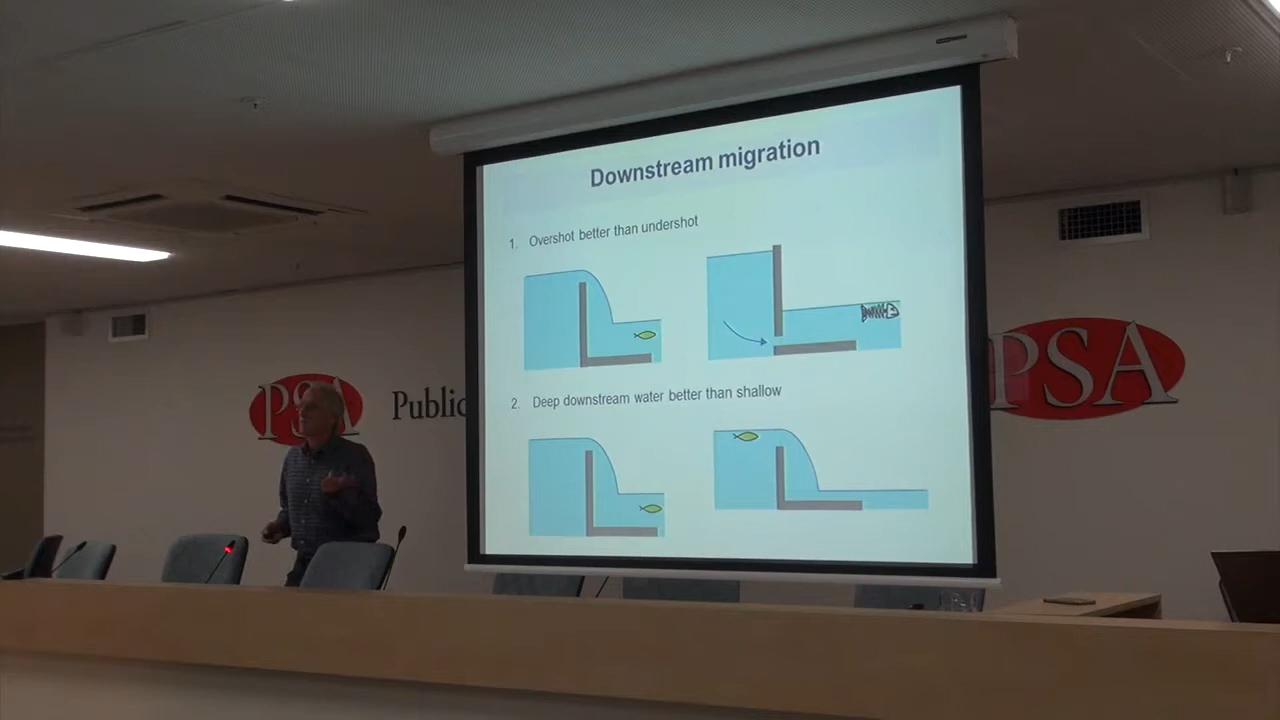 Downstream migration
1. Overshot better than undershot
2. Deep downstream water better than shallow
PSA
Public
PSA